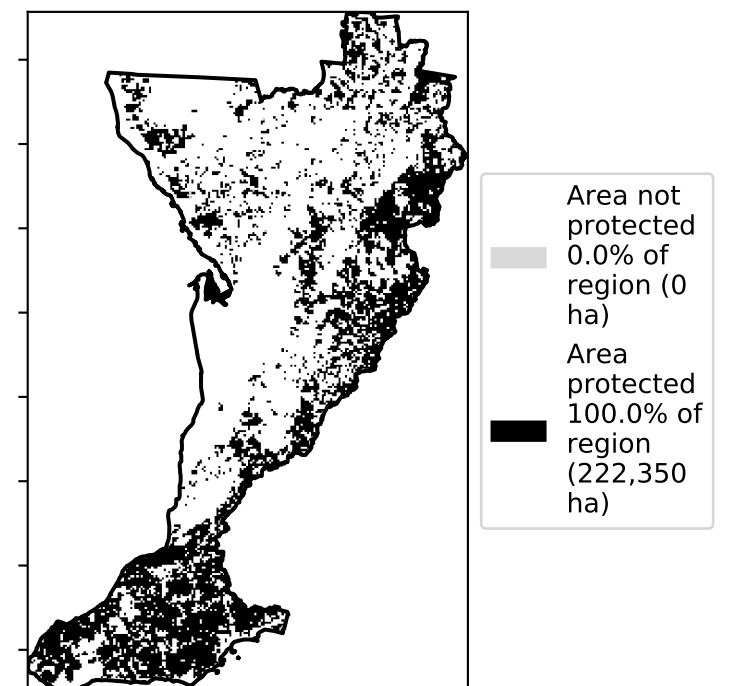 Area not
protected
0.0% of
region (0
ha)
Area
protected
100.0% of
region
(222,350
ha)